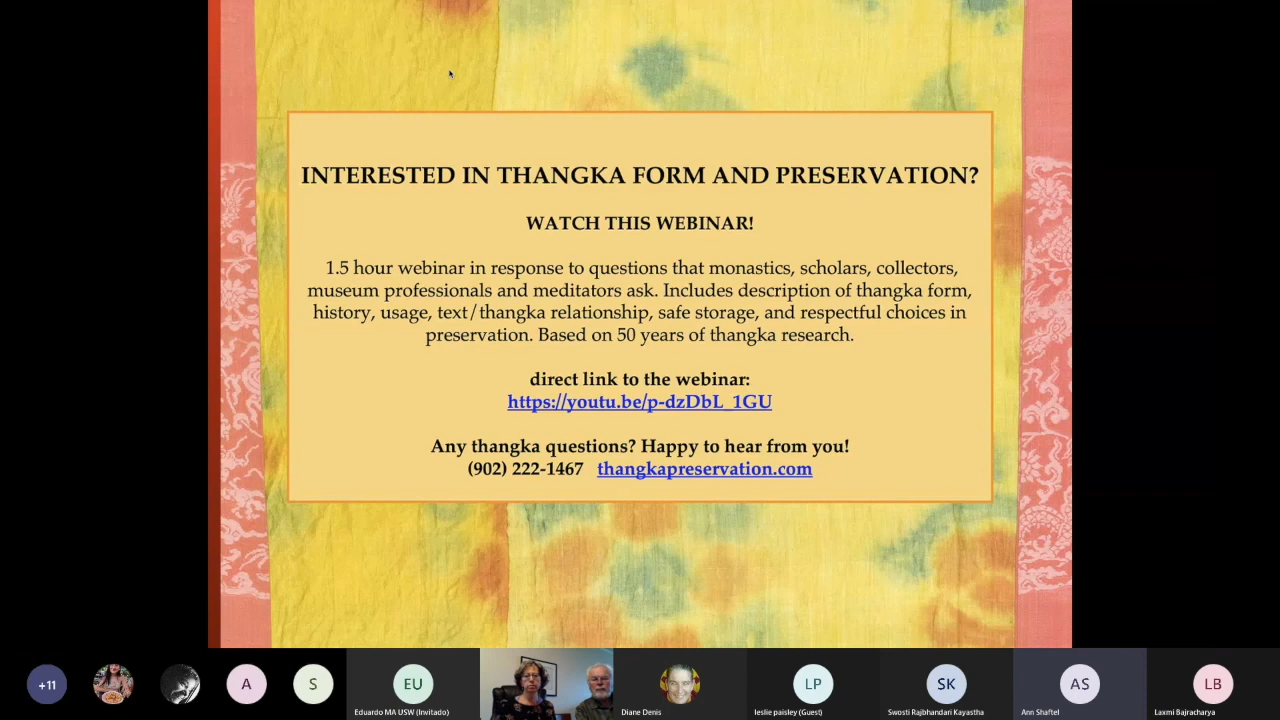 INTERESTED IN THANGKA FORM AND PRESERVATION?
WATCH THIS WEBINAR!
1.5 hour webinar in response to questions that monastics, scholars, collectors,
museum professionals and meditators ask. Includes description of thangka form,
history, usage, text/thangka relationship, safe storage, and respectful choices in
preservation. Based on 50 years of thangka research.
direct link to the webinar:
https://youtu.be/p-dzDbL_1GU
Any thangka questions? Happy to hear from you!
(902) 222-1467 thangkapreservation.com
+11
A
S
EU
Eduardo MA USW (Invitado)
Diane Denis
LP
leslie paisley (Guest)
SK
Swosti Rajbhandari Kayastha
AS
Ann Shaftel
LB
Laxmi Bajracharya